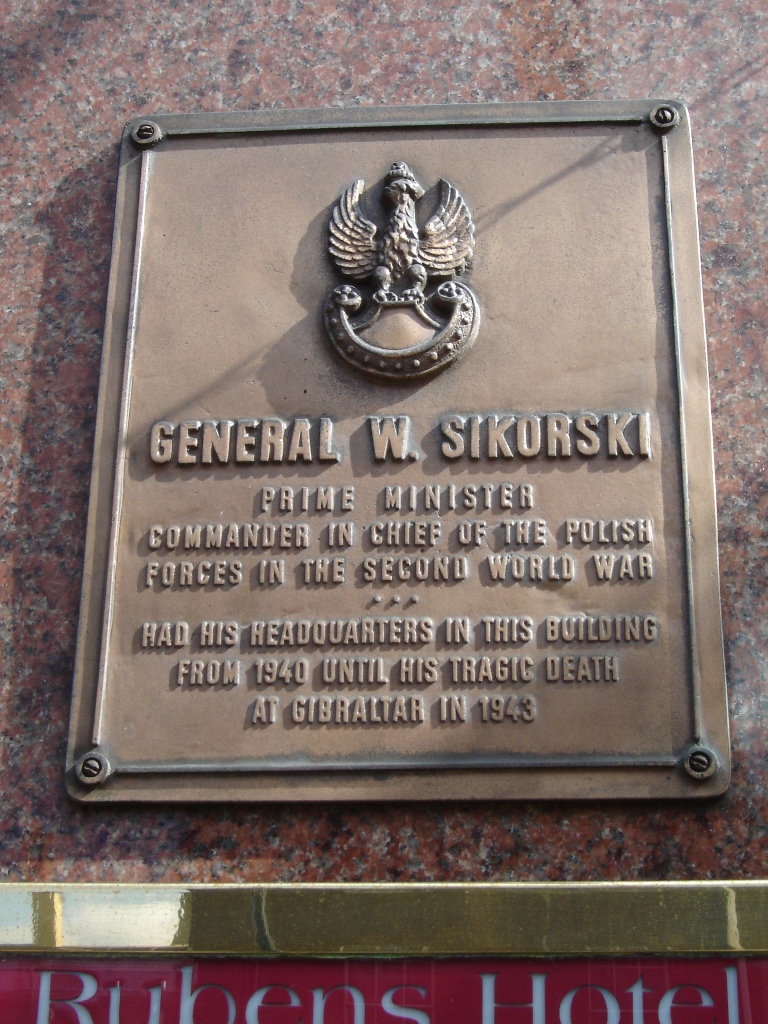 GENERAL W. SIKORSKI
PRIME MINISTER
COMMANDER IN CHIEF OF THE POLISH
FORCES IN THE SECOND WORLD WAR
...
HAD HIS HEADQUARTERS IN THIS BUILDING
FROM 1940 UNTIL HIS TRAGIC DEATH
AT GIBRALTAR IN 1943
Rubens Hotel